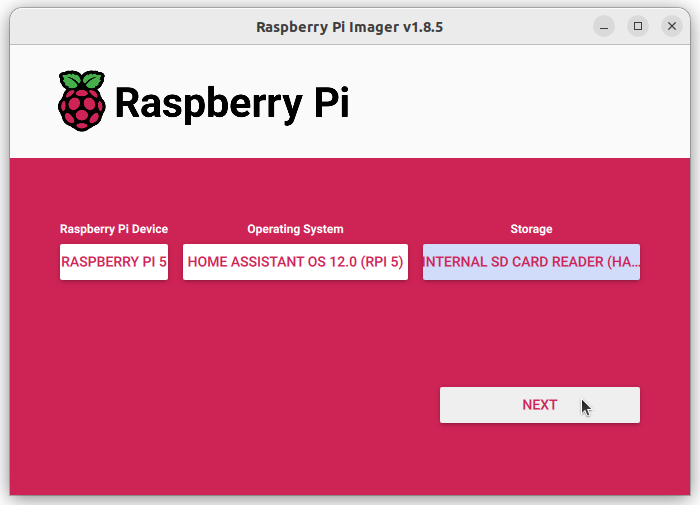 Raspberry Pi Imager v1.8.5
Raspberry Pi
Raspberry Pi Device Operating System Storage
RASPBERRY PI 5 HOME ASSISTANT OS 12.0 (RPI 5) INTERNAL SD CARD READER (HA...
NEXT